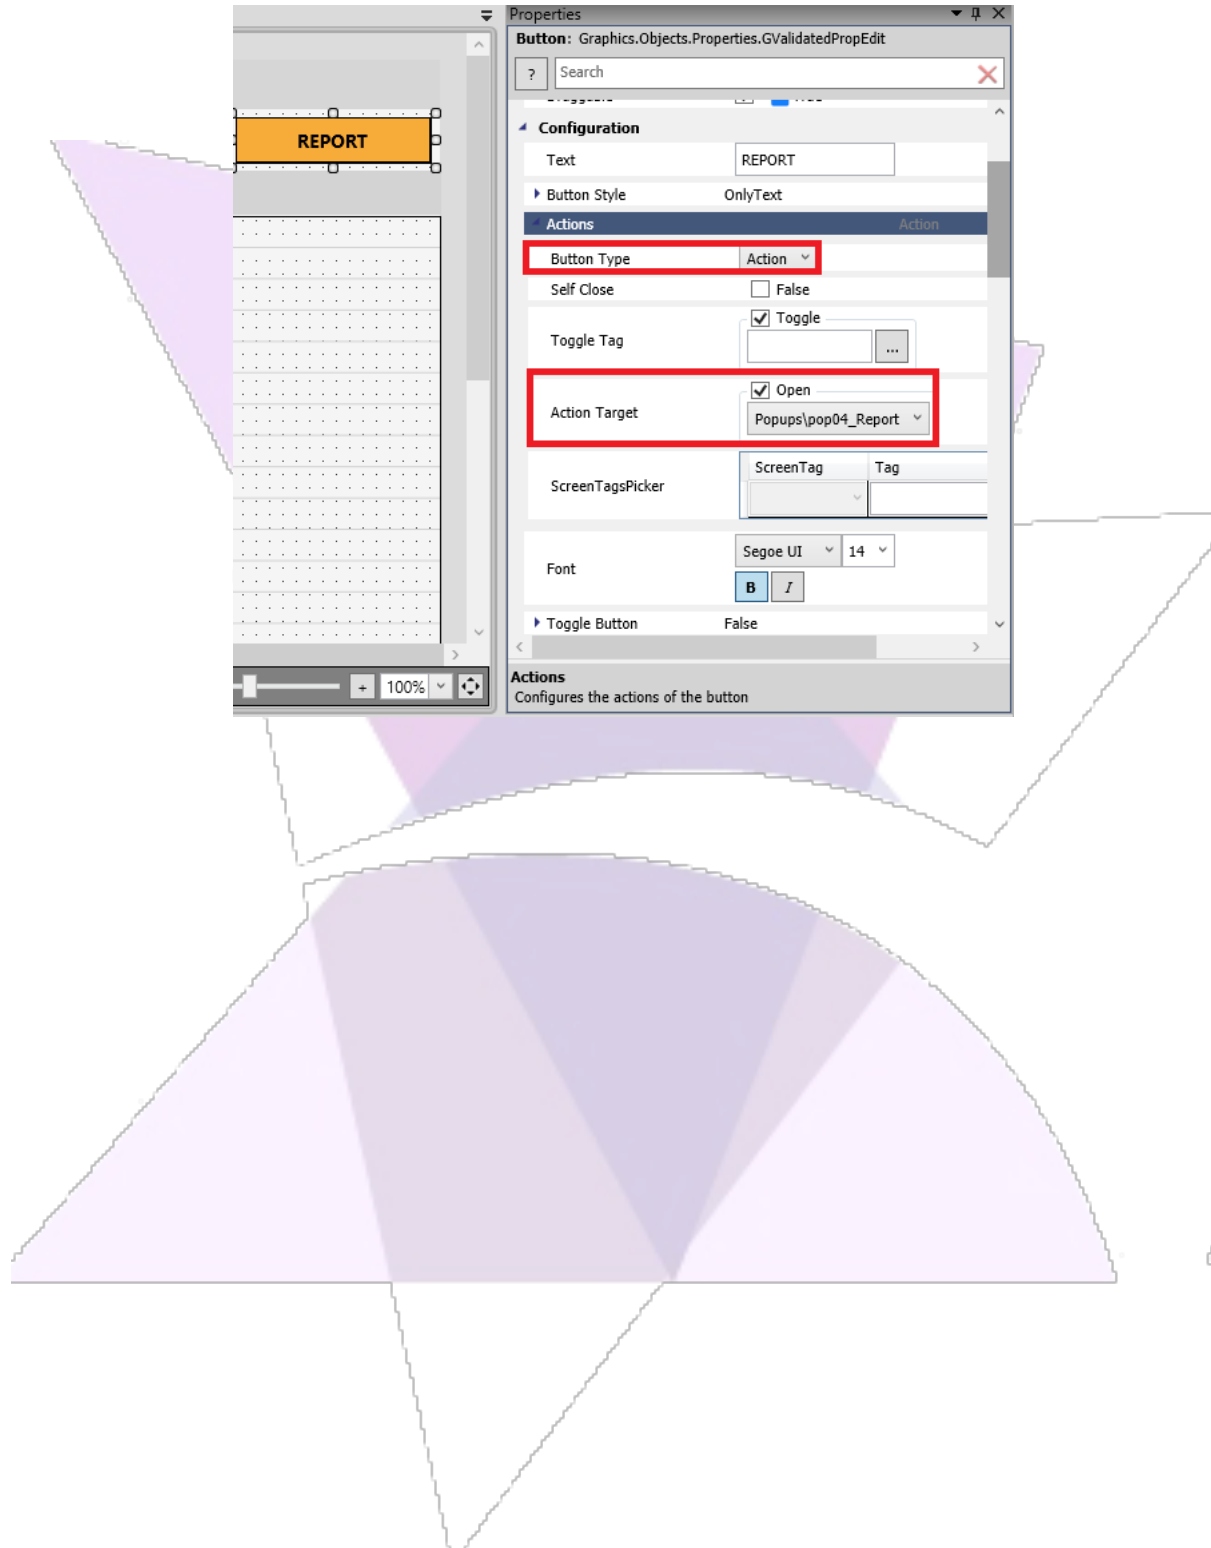 Properties
Button: Graphics.Objects.Properties.GValidatedPropEdit
?
Search
REPORT
Configuration
Text REPORT
Button Style OnlyText
Actions Action
Button Type Action
Self Close False
Toggle
Toggle Tag ...
Open
Action Target
Popups\pop04_Report
ScreenTag Tag
ScreenTagsPicker
Segoe UI 14
Font
B I
Toggle Button False
+ 100%
Actions
Configures the actions of the button